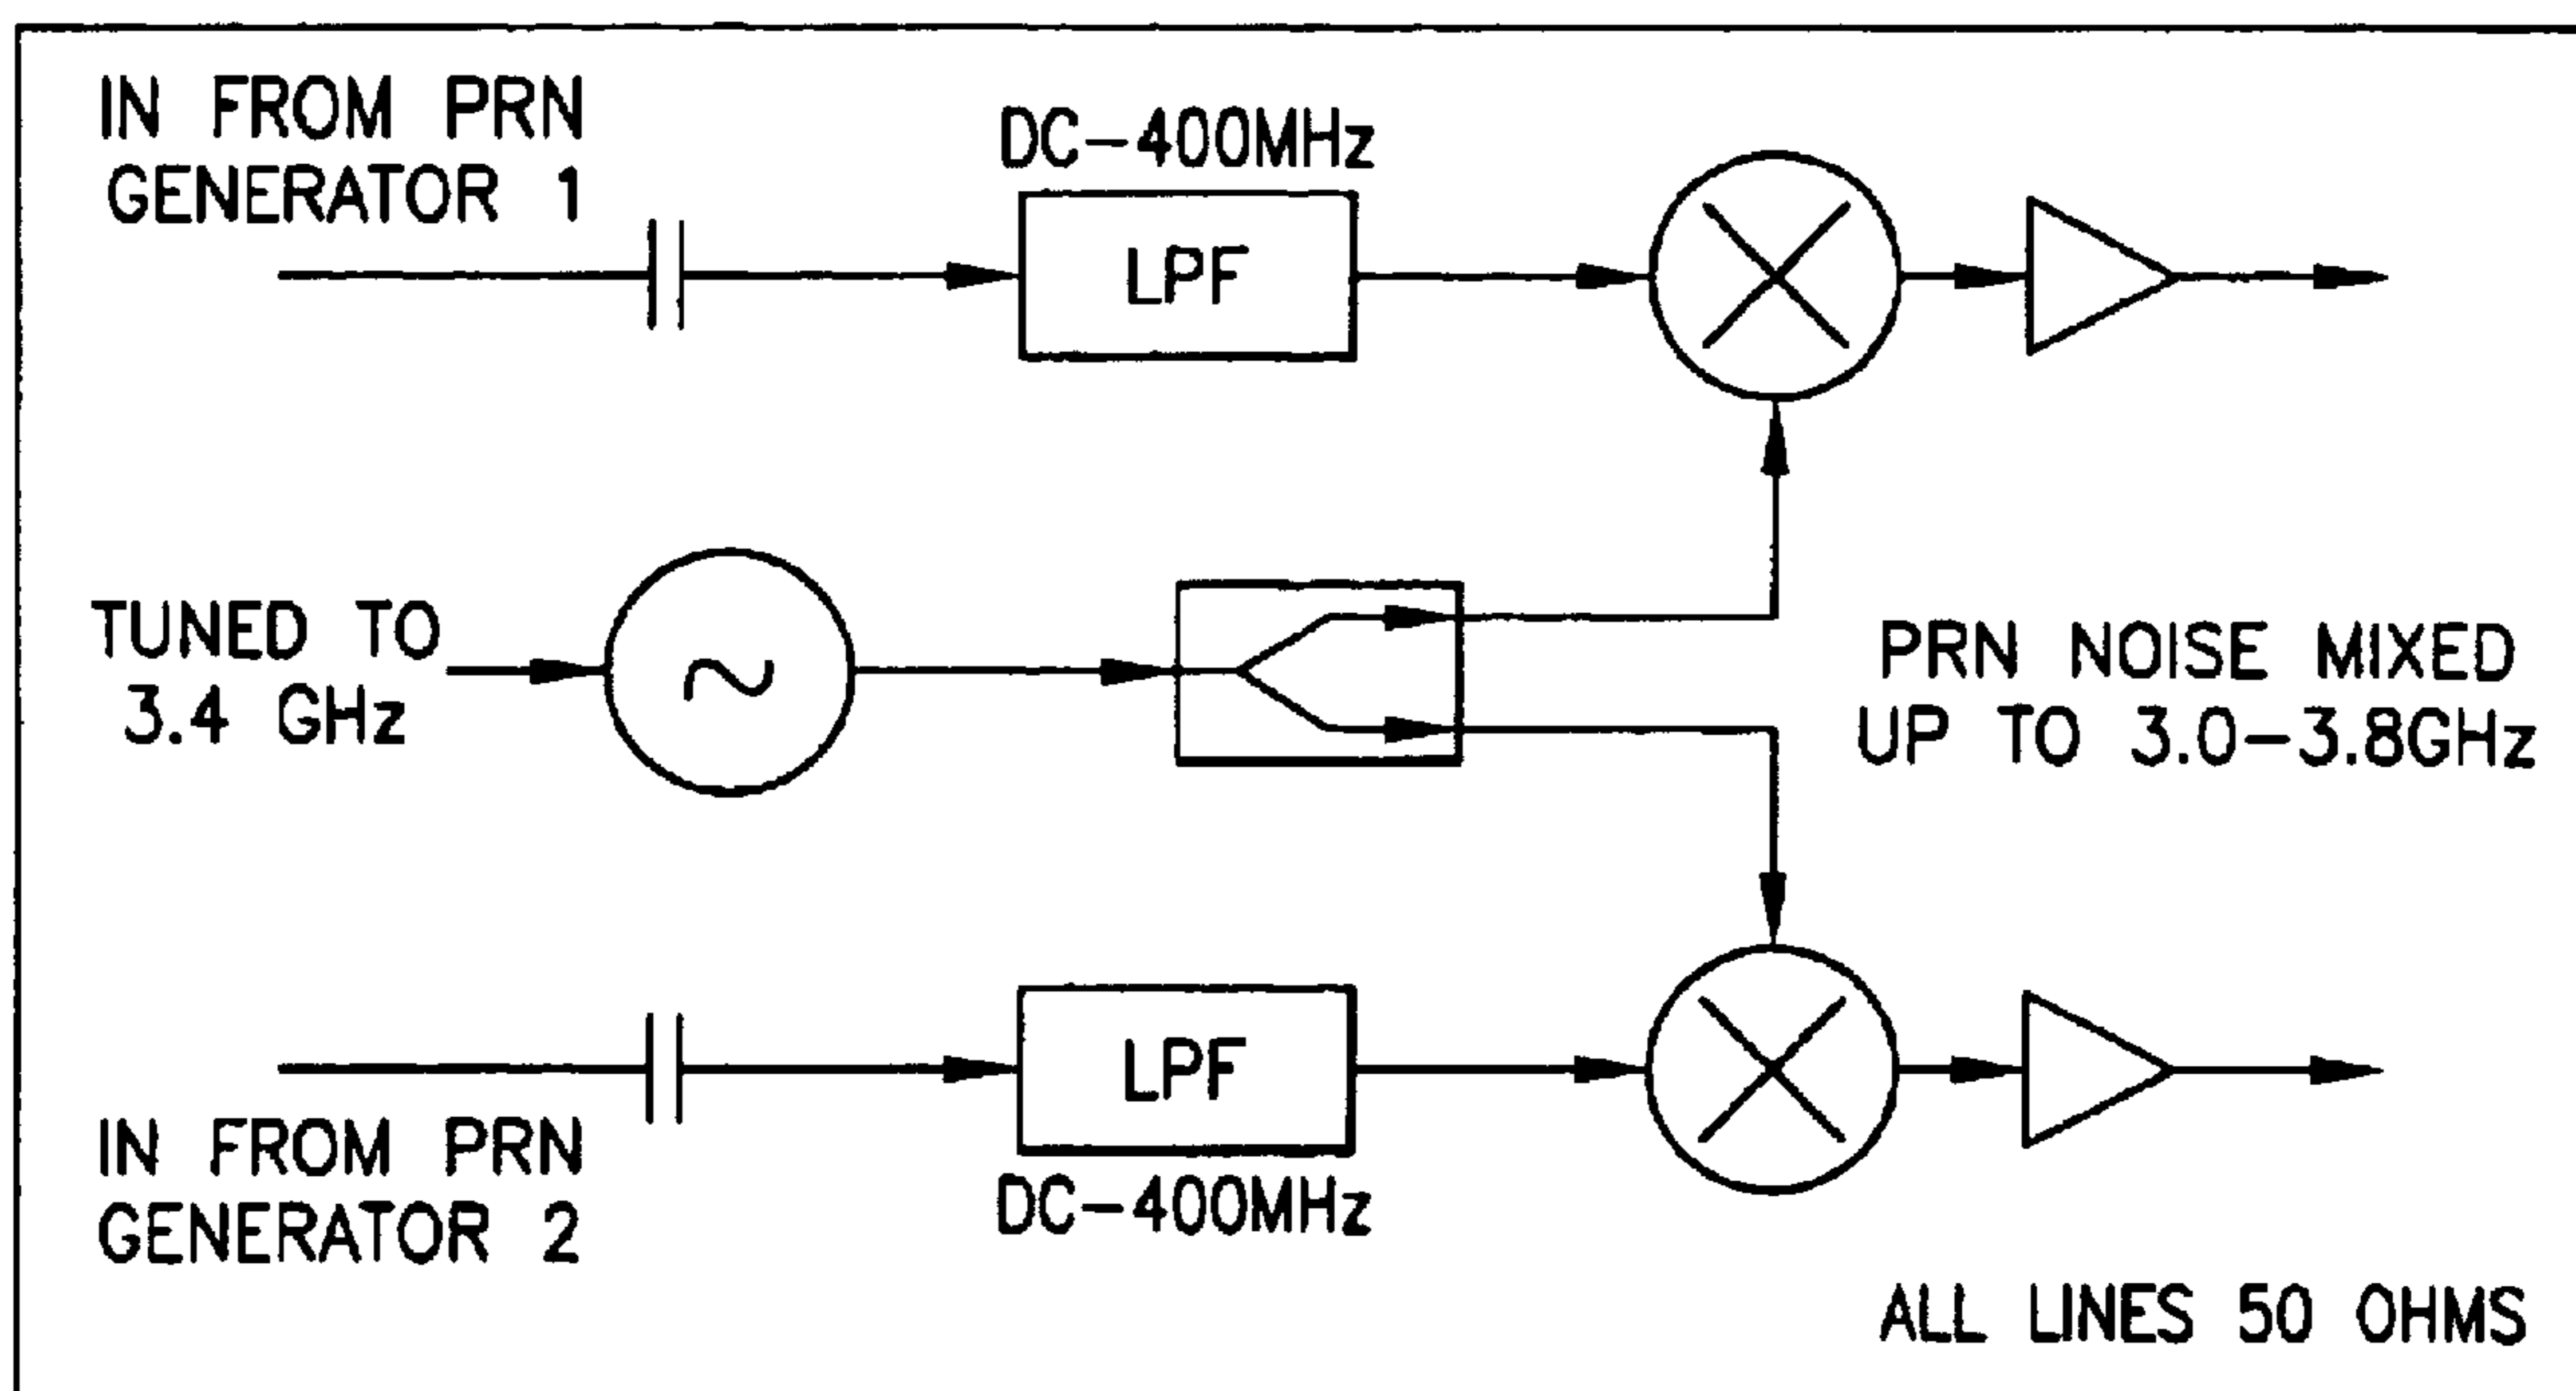 IN FROM PRN
GENERATOR 1
DC-400MHz
LPF
TUNED TO
3.4 GHz
PRN NOISE MIXED
UP TO 3.0-3.8GHz
LPF
IN FROM PRN
GENERATOR 2
DC-400MHz
ALL LINES 50 OHMS